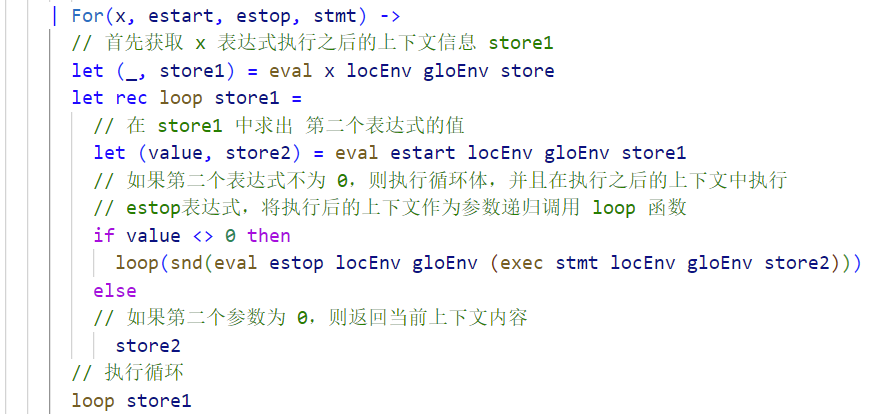 | For(x, estart, estop, stmt) ->
// 首先获取 x 表达式执行之后的上下文信息 store1
let (_, store1) = eval x locEnv gloEnv store
let rec loop store1 =
// 在 store1 中求出 第二个表达式的值
let (value, store2) = eval estart locEnv gloEnv store1
// 如果第二个表达式不为 0，则执行循环体，并且在执行之后的上下文中执行
// estop表达式，将执行后的上下文作为参数递归调用 loop 函数
if value <> 0 then
loop(snd(eval estop locEnv gloEnv (exec stmt locEnv gloEnv store2)))
else
// 如果第二个参数为 0，则返回当前上下文内容
store2
// 执行循环
loop store1